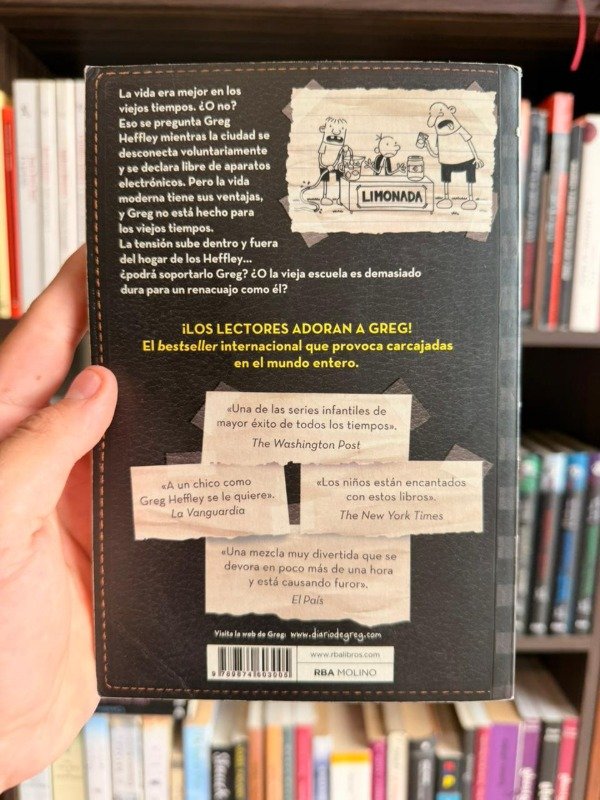 La vida era mejor en los
viejos tiempos. ¿O no?
Eso se pregunta Greg
Heffley mientras la ciudad se
desconecta voluntariamente
y se declara libre de aparatos
electrónicos. Pero la vida
moderna tiene sus ventajas,
y Greg no está hecho para
los viejos tiempos.
La tensión sube dentro y fuera
del hogar de los Heffley...
¿podrá soportarlo Greg? ¿O la vieja escuela es demasiado
dura para un renacuajo como él?
LIMONADA
¡LOS LECTORES ADORAN A GREG!
El bestseller internacional que provoca carcajadas
en el mundo entero.
«Una de las series infantiles de
mayor éxito de todos los tiempos».
The Washington Post
«A un chico como
Greg Heffley se le quiere».
La Vanguardia
«Los niños están encantados
con estos libros».
The New York Times
«Una mezcla muy divertida que se
devora en poco más de una hora
y está causando furor».
El País
Visita la web de Greg: www.diariodegreg.com
www.rbalibros.com
RBA MOLINO